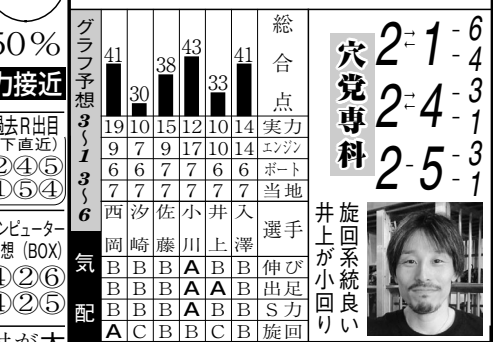 50%
力接近
過去R出目
(下直近)
②④⑤
①⑤④
コンピューター
予想(BOX)
④②⑥
④②⑤
グラフ予想 3〜1 3〜6
気配
41 30 38 43 33 41 総合点
19 10 15 12 10 14 実力
9 7 9 17 10 14 エンジン
6 6 7 7 6 6 ボート
7 7 7 7 7 7 当地
西岡 汐崎 佐藤 小川 井上 入澤 選手
B B B A B B 伸び
B B B A A B 出足
B B B A B B S力
A C B B C B 旋回
穴党専科
2⇄1-6-4
2⇄4-3-1
2-5-3-1
旋回系統良い
井上が小回り